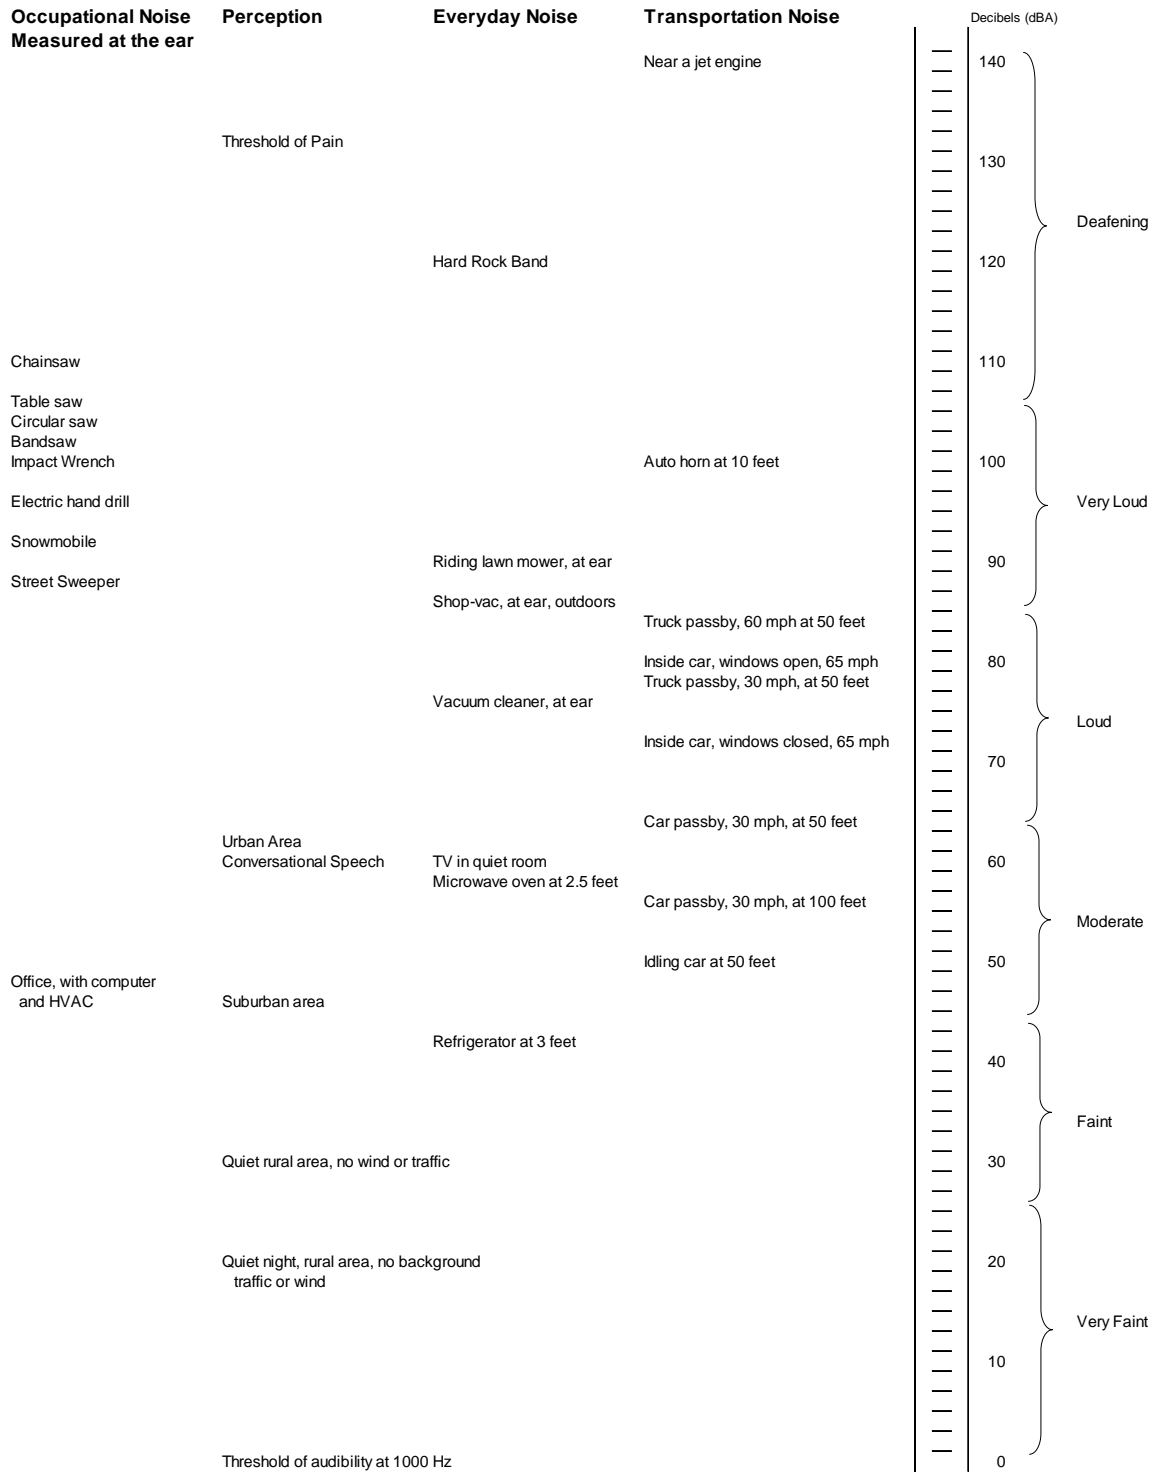 Occupational Noise Perception Everyday Noise Transportation Noise Decibels (dBA)
Measured at the ear
Near a jet engine 140
Threshold of Pain
130
Deafening
Hard Rock Band 120
Chainsaw 110
Table saw
Circular saw
Bandsaw
Impact Wrench Auto horn at 10 feet 100
Electric hand drill Very Loud
Snowmobile
Riding lawn mower, at ear 90
Street Sweeper
Shop-vac, at ear, outdoors
Truck passby, 60 mph at 50 feet
Inside car, windows open, 65 mph 80
Truck passby, 30 mph, at 50 feet
Vacuum cleaner, at ear
Loud
Inside car, windows closed, 65 mph
70
Car passby, 30 mph, at 50 feet
Urban Area
Conversational Speech TV in quiet room 60
Microwave oven at 2.5 feet
Car passby, 30 mph, at 100 feet
Moderate
Idling car at 50 feet 50
Office, with computer
and HVAC Suburban area
Refrigerator at 3 feet
40
Faint
Quiet rural area, no wind or traffic 30
Quiet night, rural area, no background 20
traffic or wind
Very Faint
10
Threshold of audibility at 1000 Hz 0